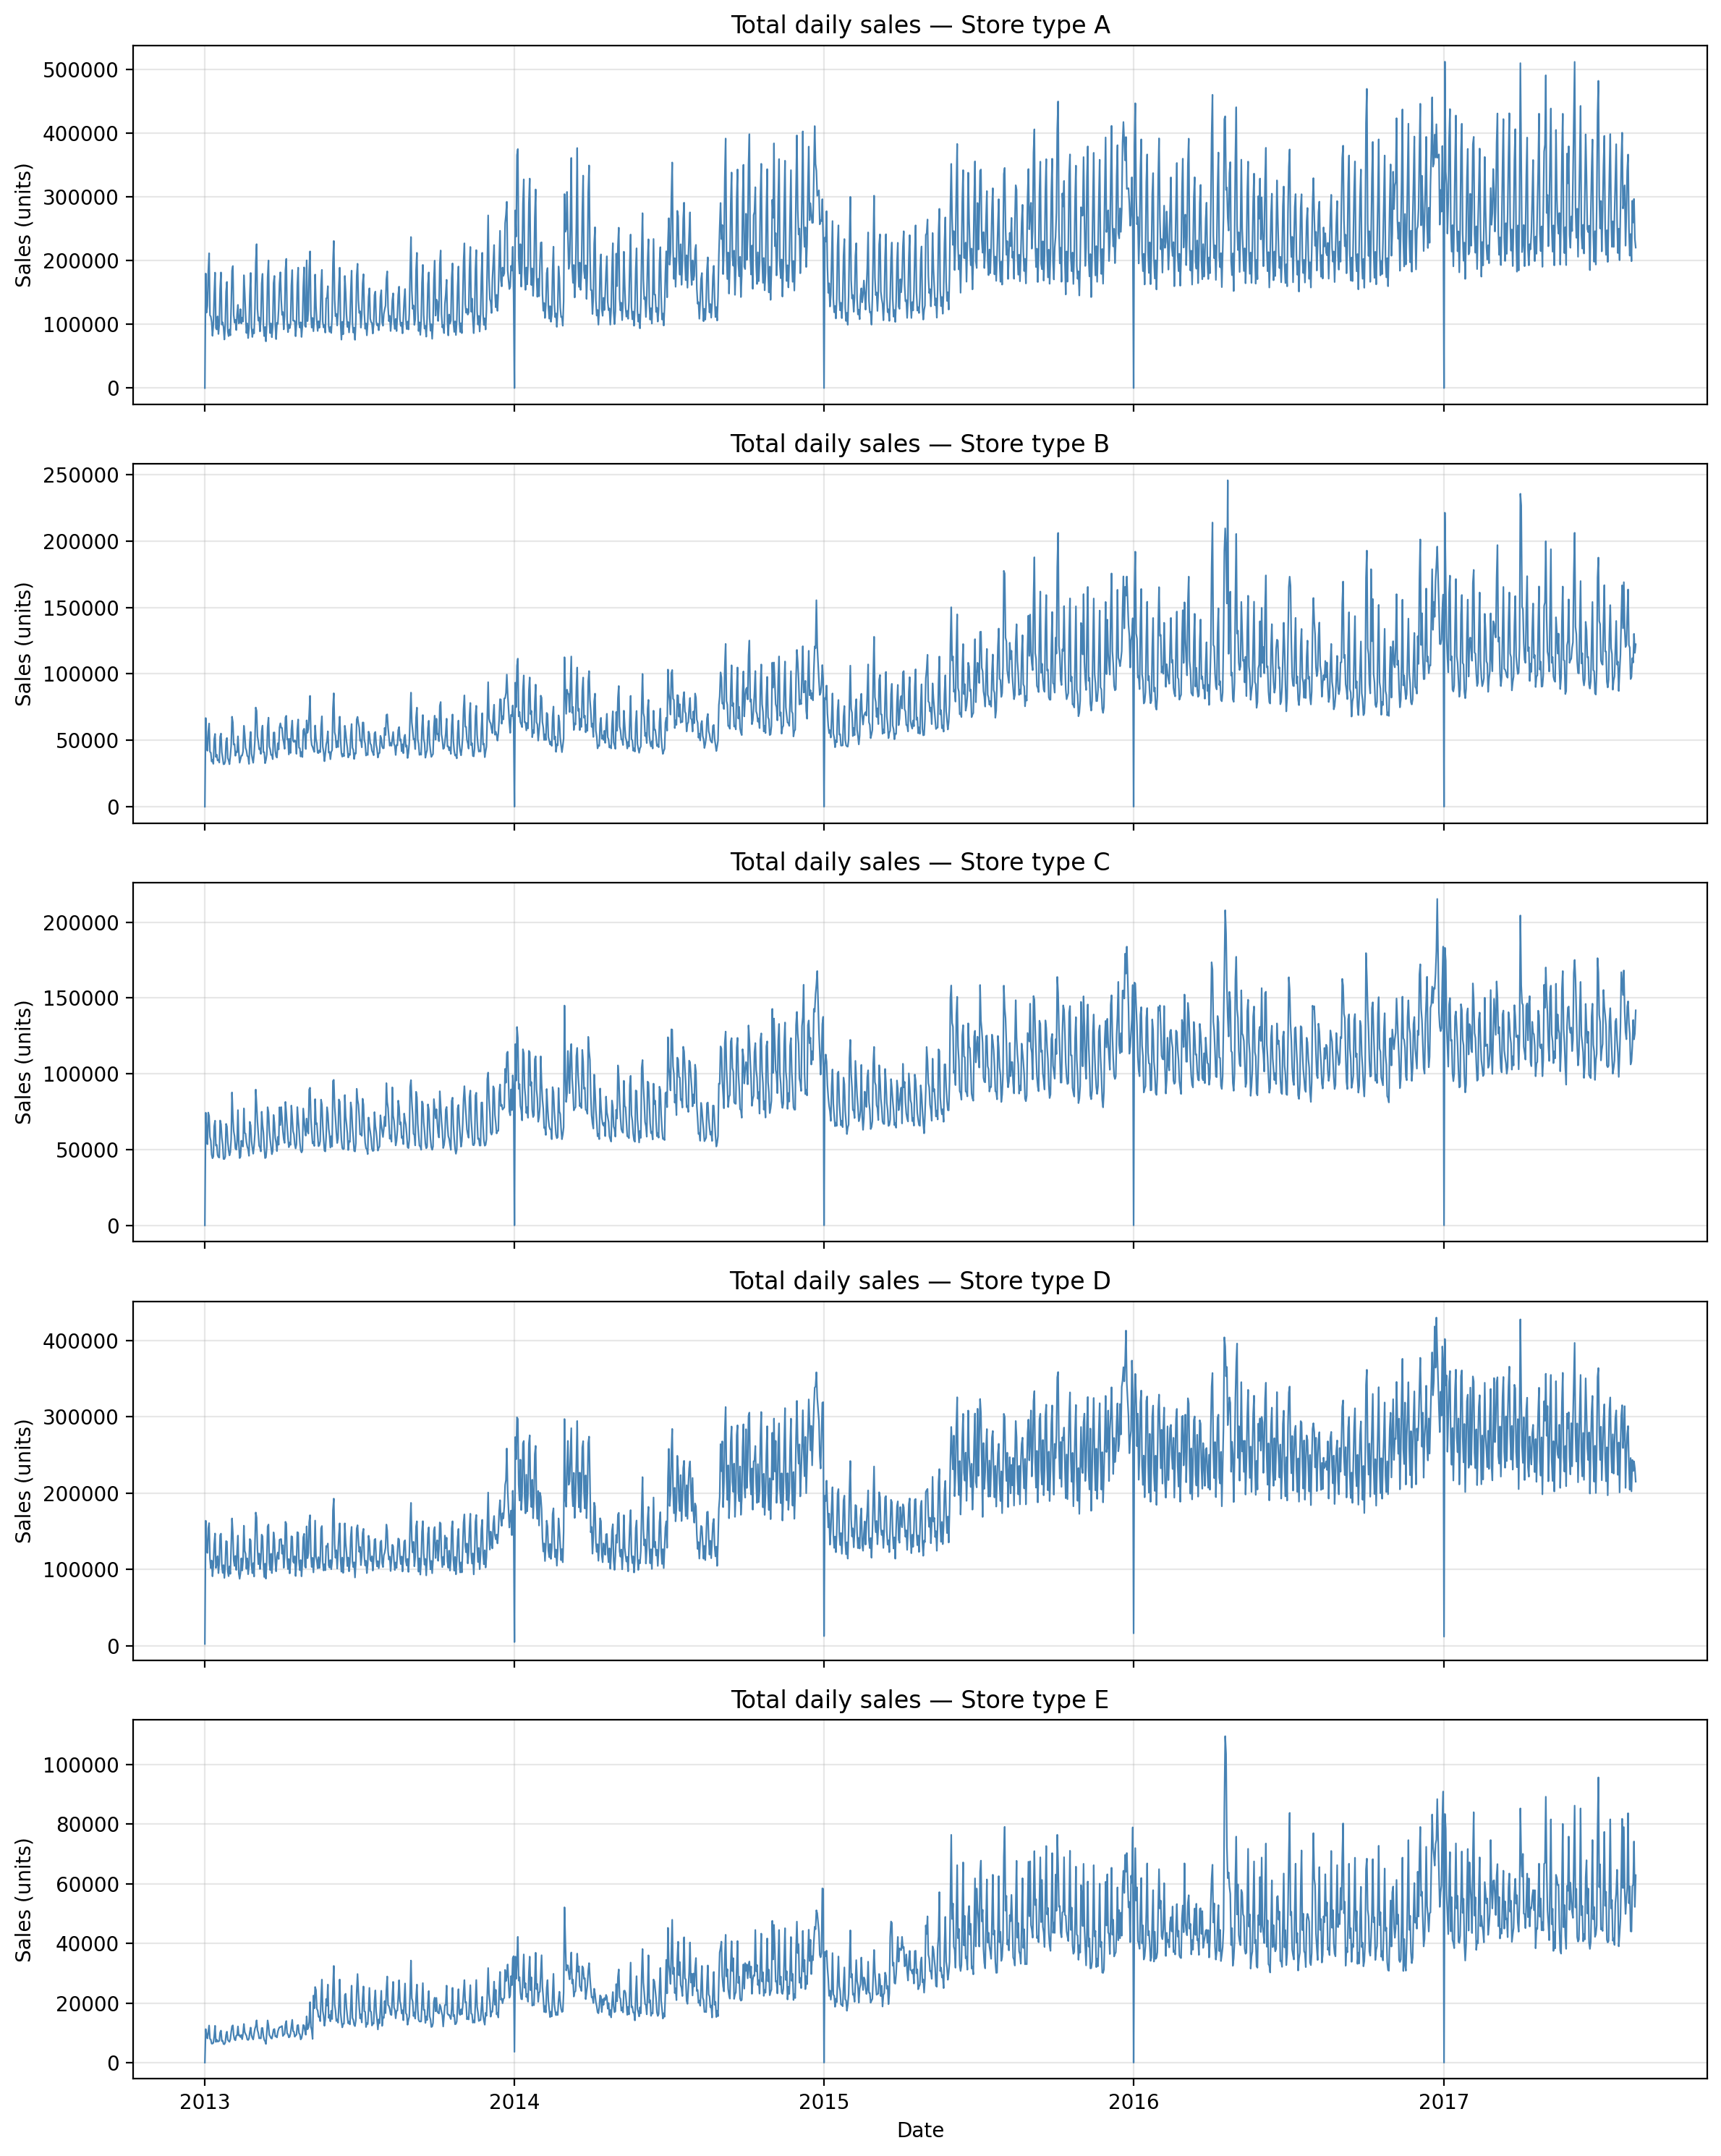 Total daily sales — Store type A
Sales (units)
500000
400000
300000
200000
100000
0
Total daily sales — Store type B
Sales (units)
250000
200000
150000
100000
50000
0
Total daily sales — Store type C
Sales (units)
200000
150000
100000
50000
0
Total daily sales — Store type D
Sales (units)
400000
300000
200000
100000
0
Total daily sales — Store type E
Sales (units)
100000
80000
60000
40000
20000
0
2013 2014 2015 2016 2017
Date